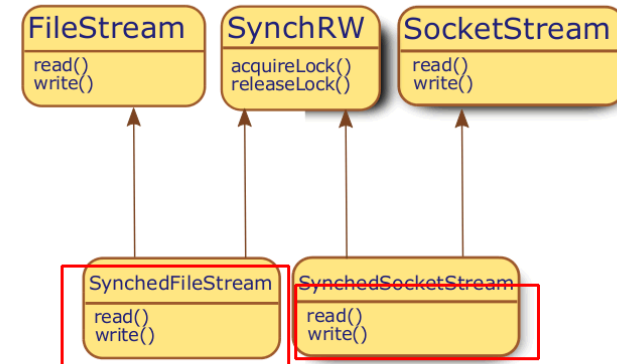 FileStream
read()
write()
SynchRW
acquireLock()
releaseLock()
SocketStream
read()
write()
SynchedFileStream
read()
write()
SynchedSocketStream
read()
write()